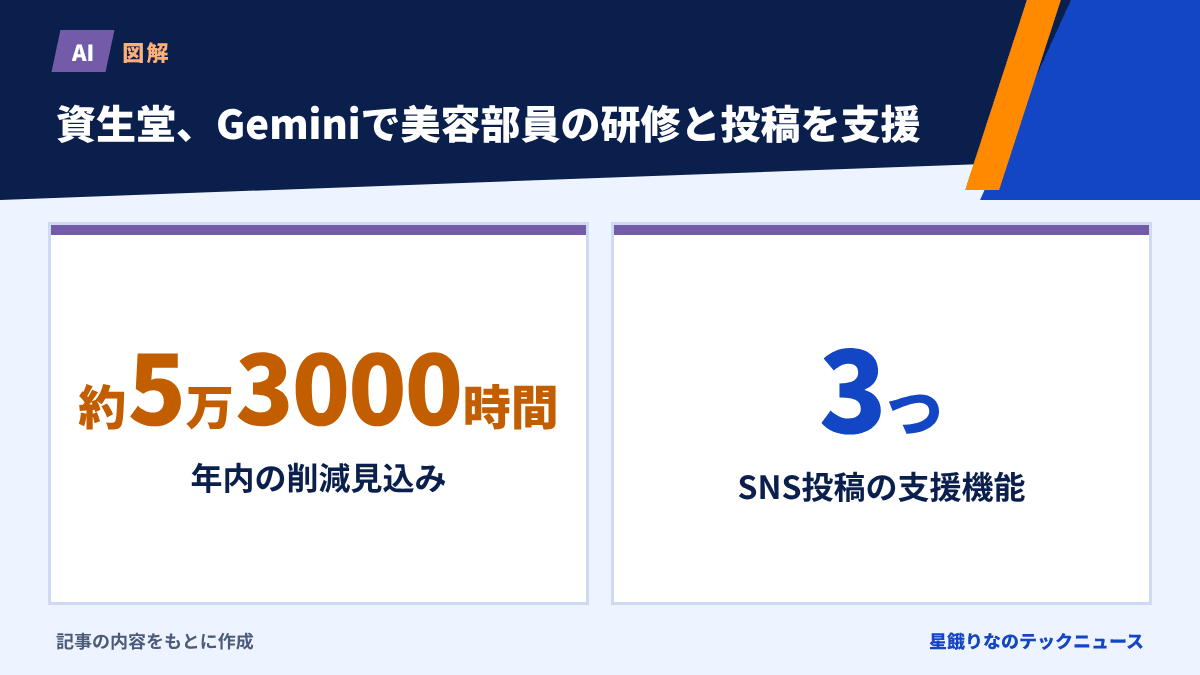 AI 図解
資生堂、Geminiで美容部員の研修と投稿を支援
約5万3000時間
年内の削減見込み
3つ
SNS投稿の支援機能
記事の内容をもとに作成
星餓りなのテックニュース